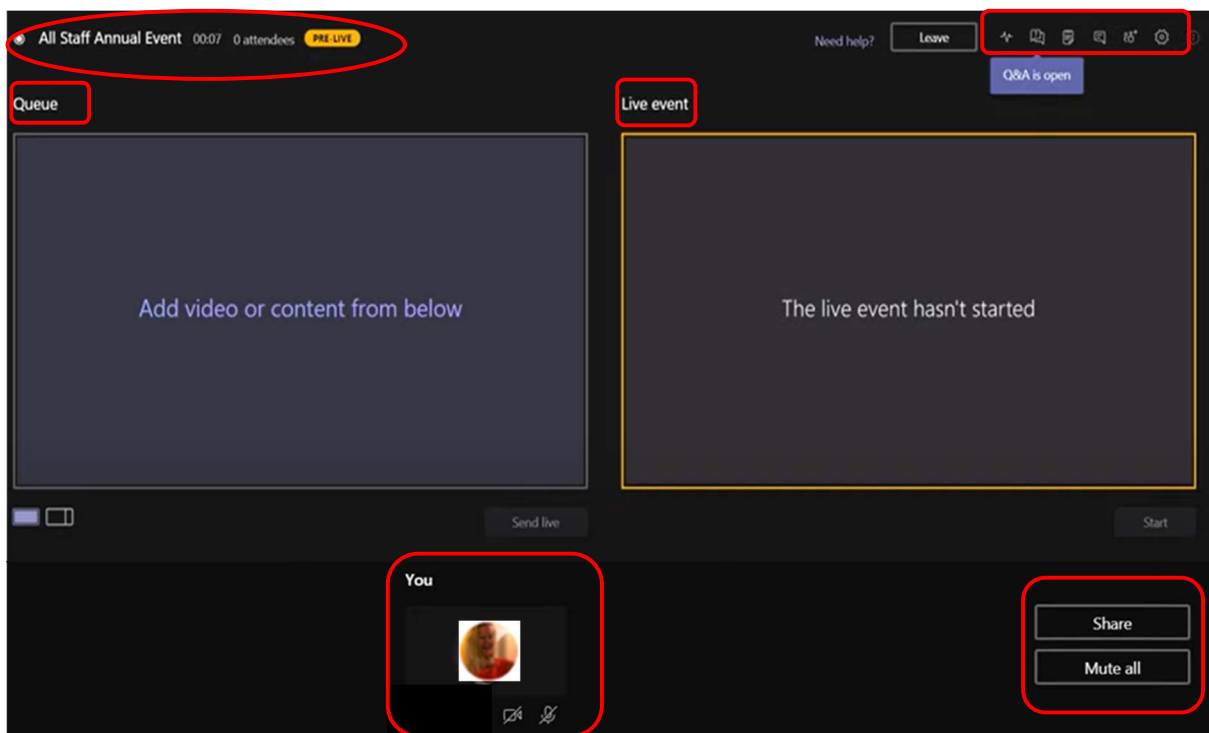 All Staff Annual Event 00:07 0 attendees PRE-LIVE
Need help? Leave
Q&A is open
Queue
Live event
Add video or content from below
The live event hasn't started
Send live
Start
You
Share
Mute all